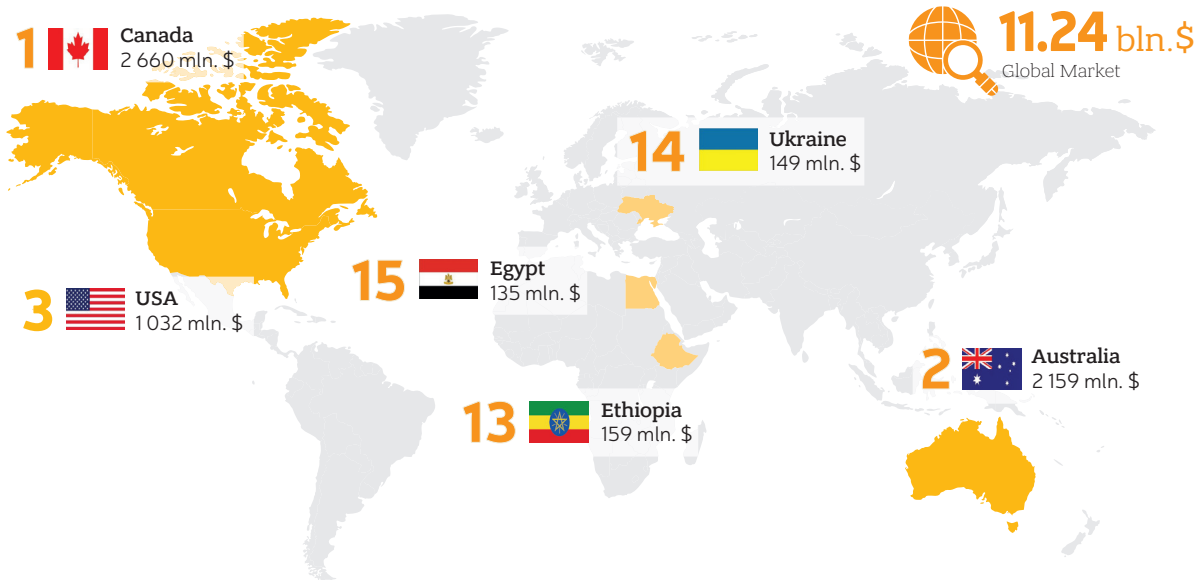 1
Canada
2 660 mln. $
11.24 bln.$
Global Market
14
Ukraine
149 mln. $
15
Egypt
135 mln. $
3
USA
1 032 mln. $
2
Australia
2 159 mln. $
13
Ethiopia
159 mln. $